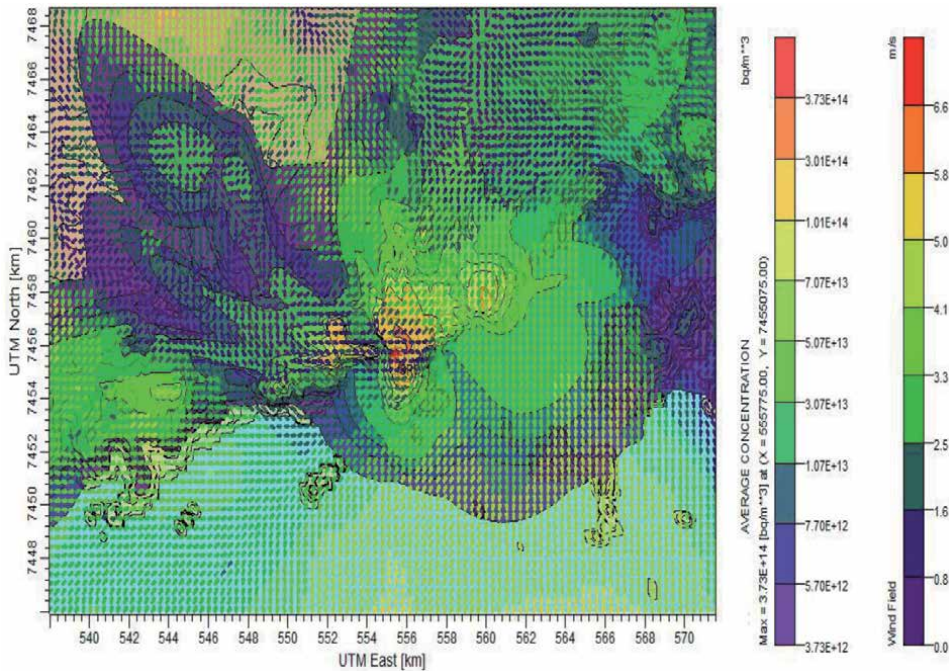 7468
7466
7464
7462
7460
7458
7456
7454
7452
7450
7448
UTM North [km]
540 542 544 546 548 550 552 554 556 558 560 562 564 566 568 570
UTM East [km]
AVERAGE CONCENTRATION
Max = 3.73E+14 [bq/m**3] at (X = 555775.00, Y = 7455075.00)
bq/m**3
3.73E+14
3.01E+14
1.01E+14
7.07E+13
5.07E+13
3.07E+13
1.07E+13
7.70E+12
5.70E+12
3.73E+12
Wind Field
m/s
6.6
5.8
5.0
4.1
3.3
2.5
1.6
0.8